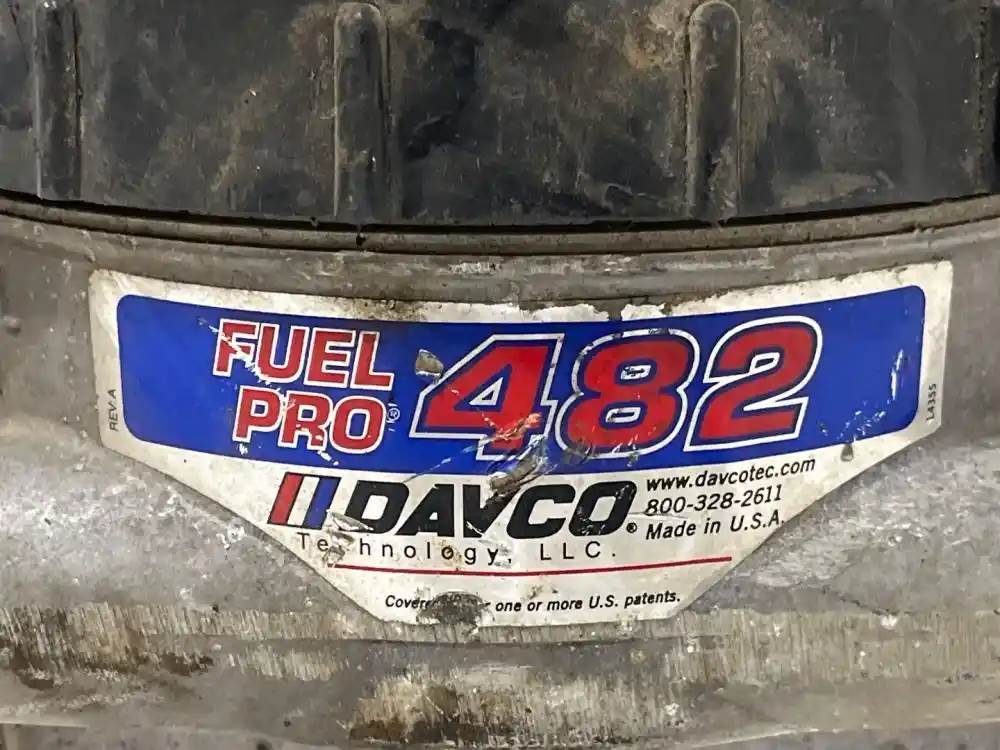 FUEL
PRO®
482
REV.A
L4355
DAVCO®
Technology, LLC.
www.davcotec.com
800-328-2611
Made in U.S.A.
one or more U.S. patents.